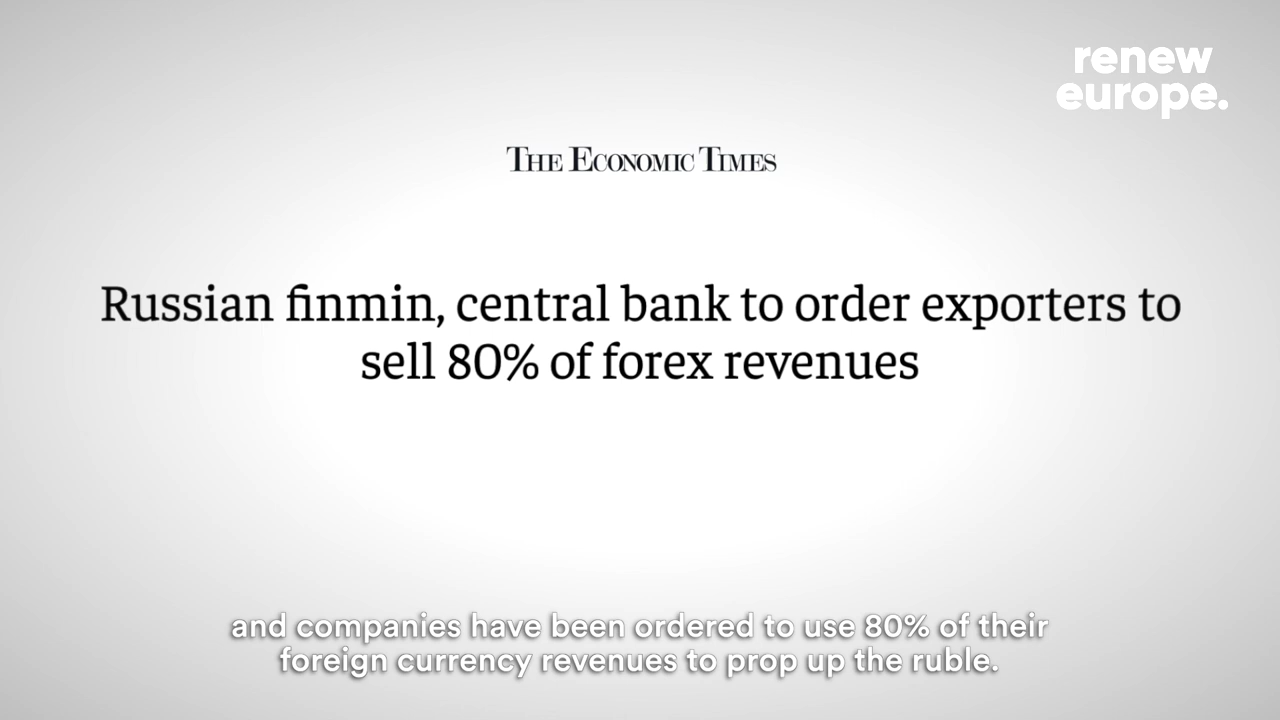 renew
europe.
THE ECONOMIC TIMES
Russian finmin, central bank to order exporters to
sell 80% of forex revenues
and companies have been ordered to use 80% of their
foreign currency revenues to prop up the ruble.